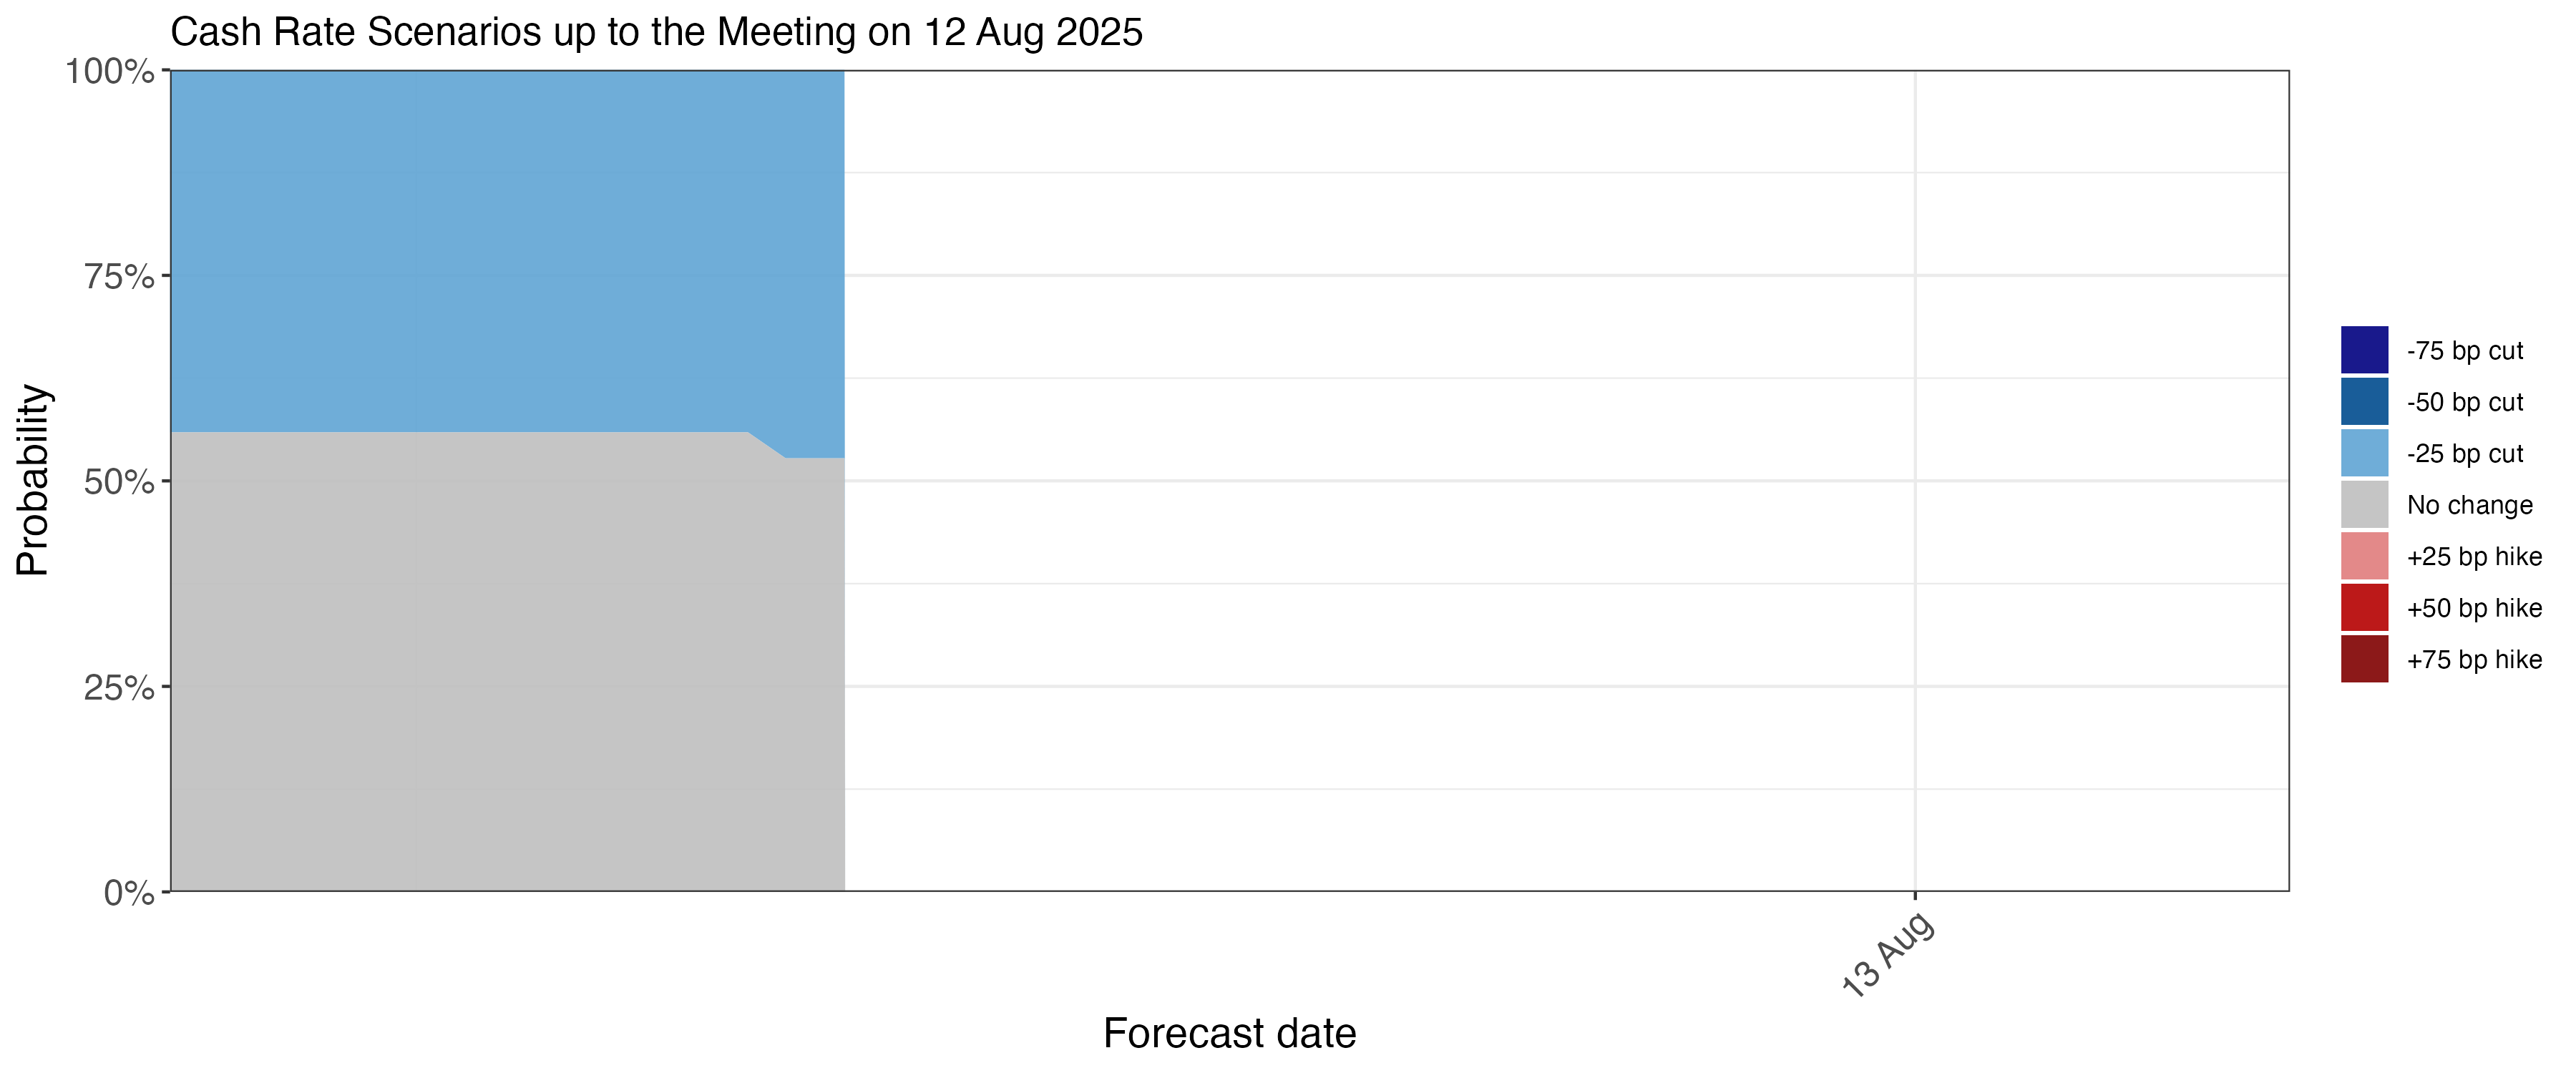 Cash Rate Scenarios up to the Meeting on 12 Aug 2025
100%
75%
50%
25%
0%
Probability
13 Aug
Forecast date
-75 bp cut
-50 bp cut
-25 bp cut
No change
+25 bp hike
+50 bp hike
+75 bp hike